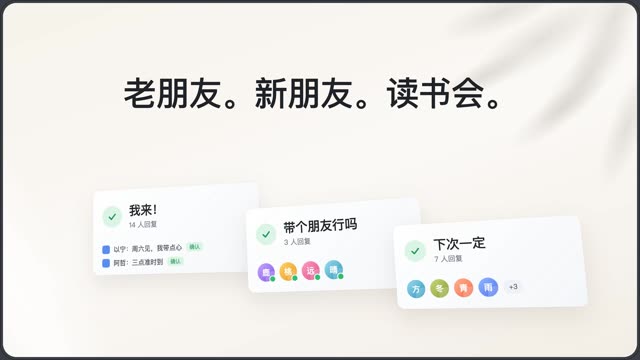 老朋友。新朋友。读书会。
我来！
14 人回复
以宁：周六见，我带点心 确认
阿哲：三点准时到 确认
带个朋友行吗
3 人回复
鹿 桃 远 晴
下次一定
7 人回复
方 冬 青 雨 +3